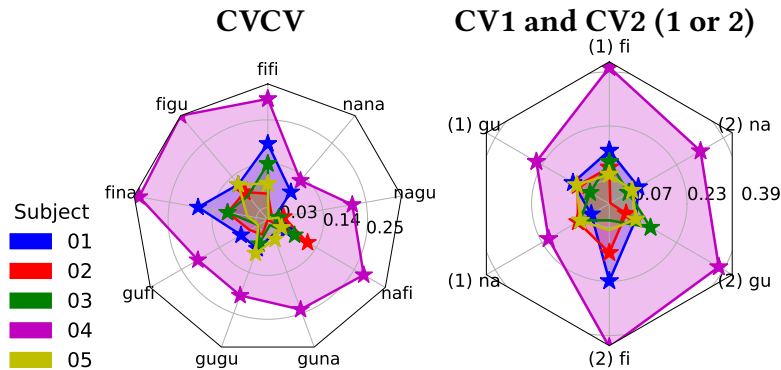 CVCV
CV1 and CV2 (1 or 2)
fifi
figu
nana
fina
nagu
0.03
0.14
0.25
gufi
nafi
gugu
guna
Subject
01
02
03
04
05
(1) fi
(1) gu
(2) na
0.07
0.23
0.39
(1) na
(2) gu
(2) fi